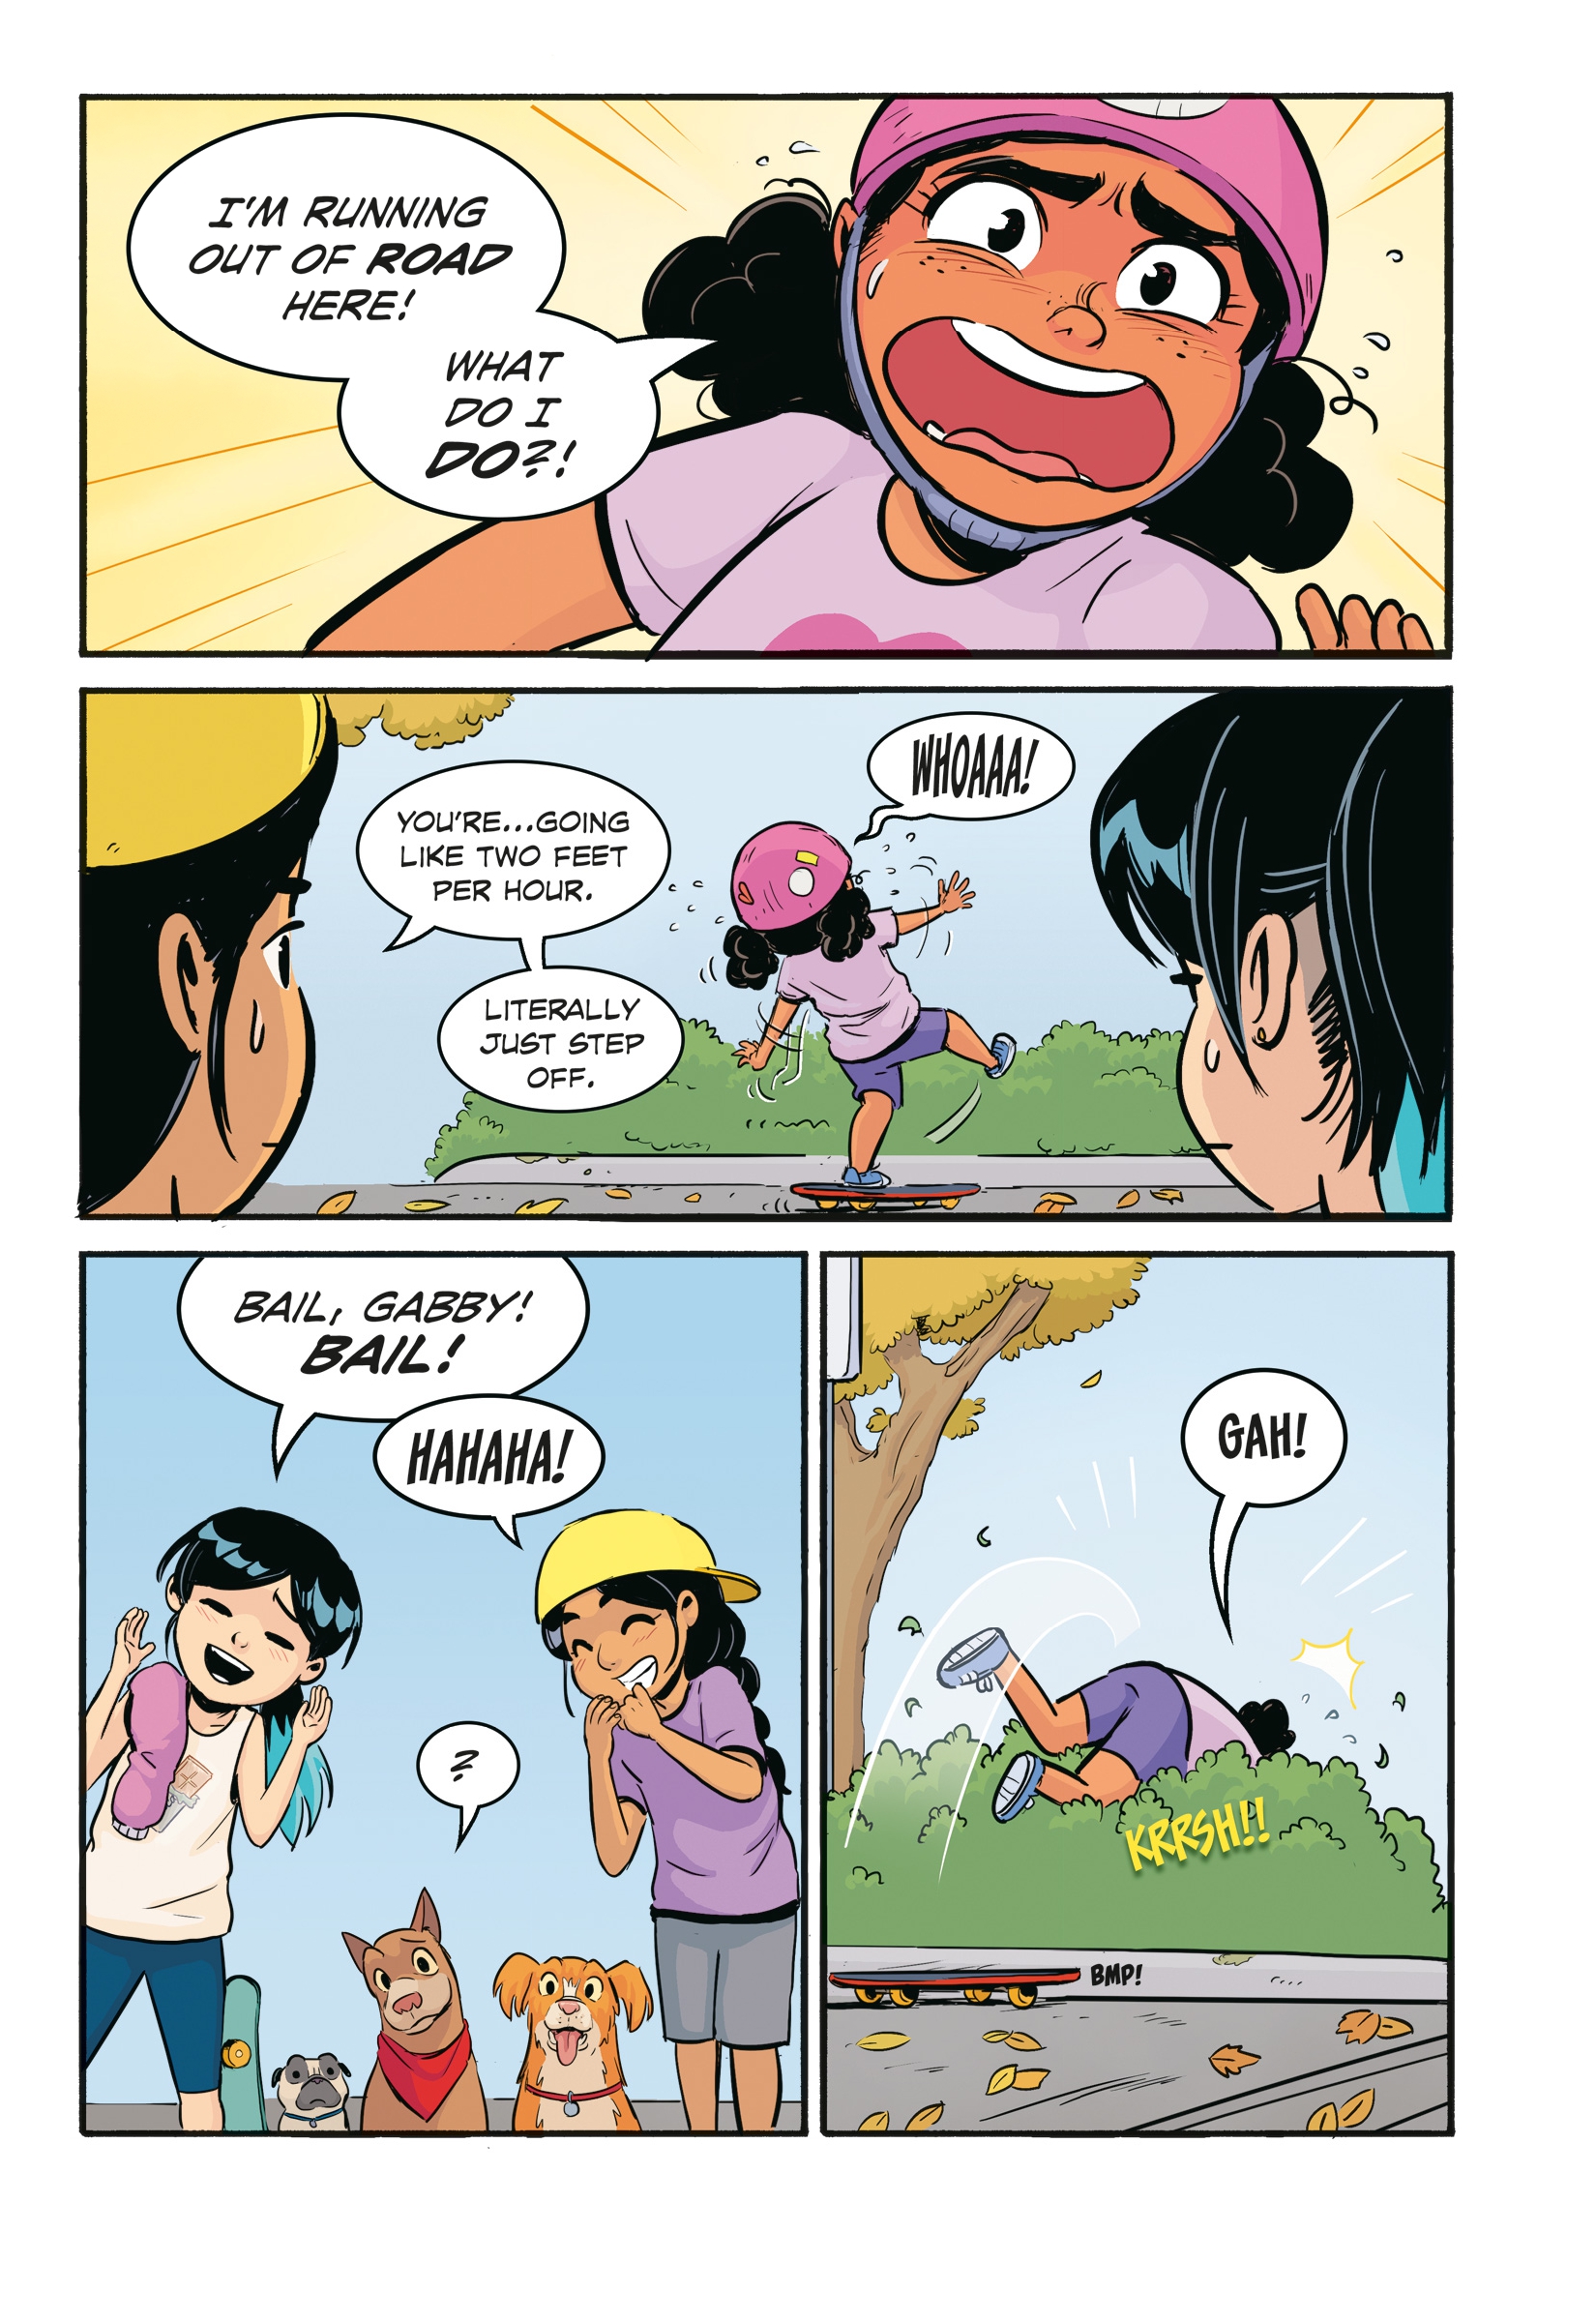 I'M RUNNING
OUT OF ROAD
HERE!
WHAT
DO I
DO?!
YOU'RE...GOING
LIKE TWO FEET
PER HOUR.
LITERALLY
JUST STEP
OFF.
WHOAAA!
BAIL, GABBY!
BAIL!
HAHAHA!
?
GAH!
KRRSH!!
BMP!